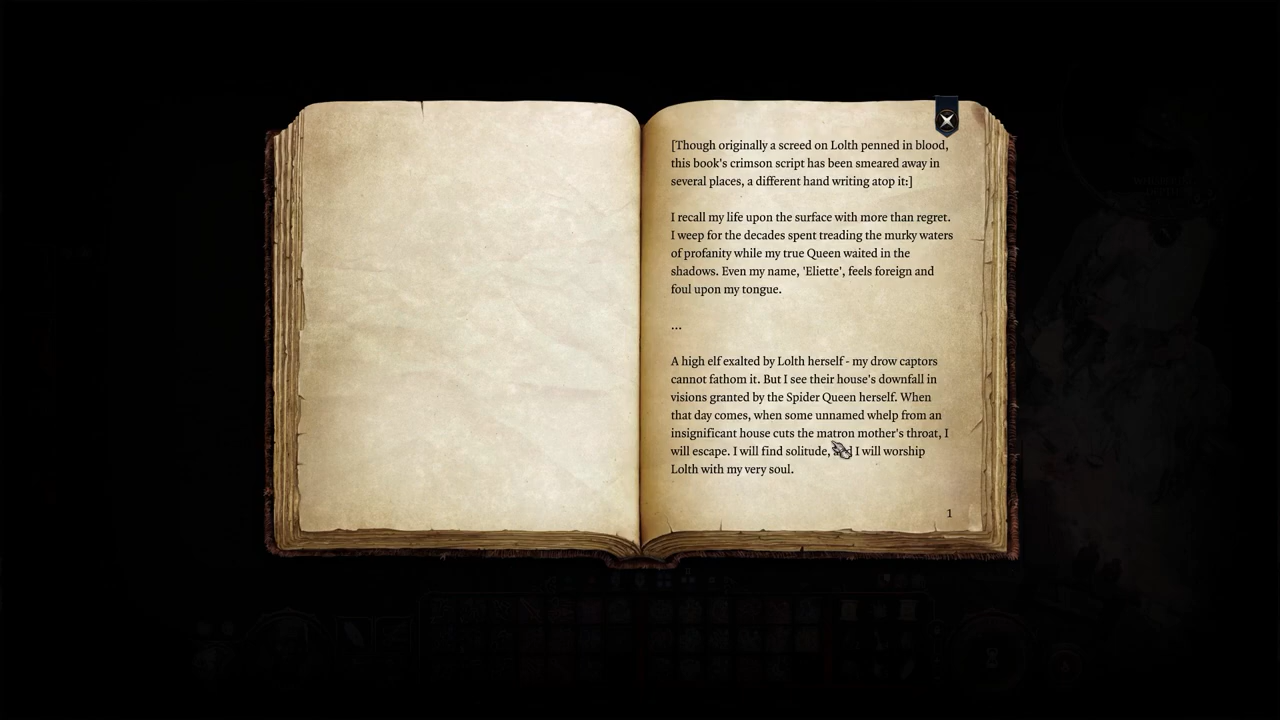 [Though originally a screed on Lolth penned in blood,
this book's crimson script has been smeared away in
several places, a different hand writing atop it:]
I recall my life upon the surface with more than regret.
I weep for the decades spent treading the murky waters
of profanity while my true Queen waited in the
shadows. Even my name, 'Eliette', feels foreign and
foul upon my tongue.
...
A high elf exalted by Lolth herself - my drow captors
cannot fathom it. But I see their house's downfall in
visions granted by the Spider Queen herself. When
that day comes, when some unnamed whelp from an
insignificant house cuts the matron mother's throat, I
will escape. I will find solitude, I will worship
Lolth with my very soul.
1